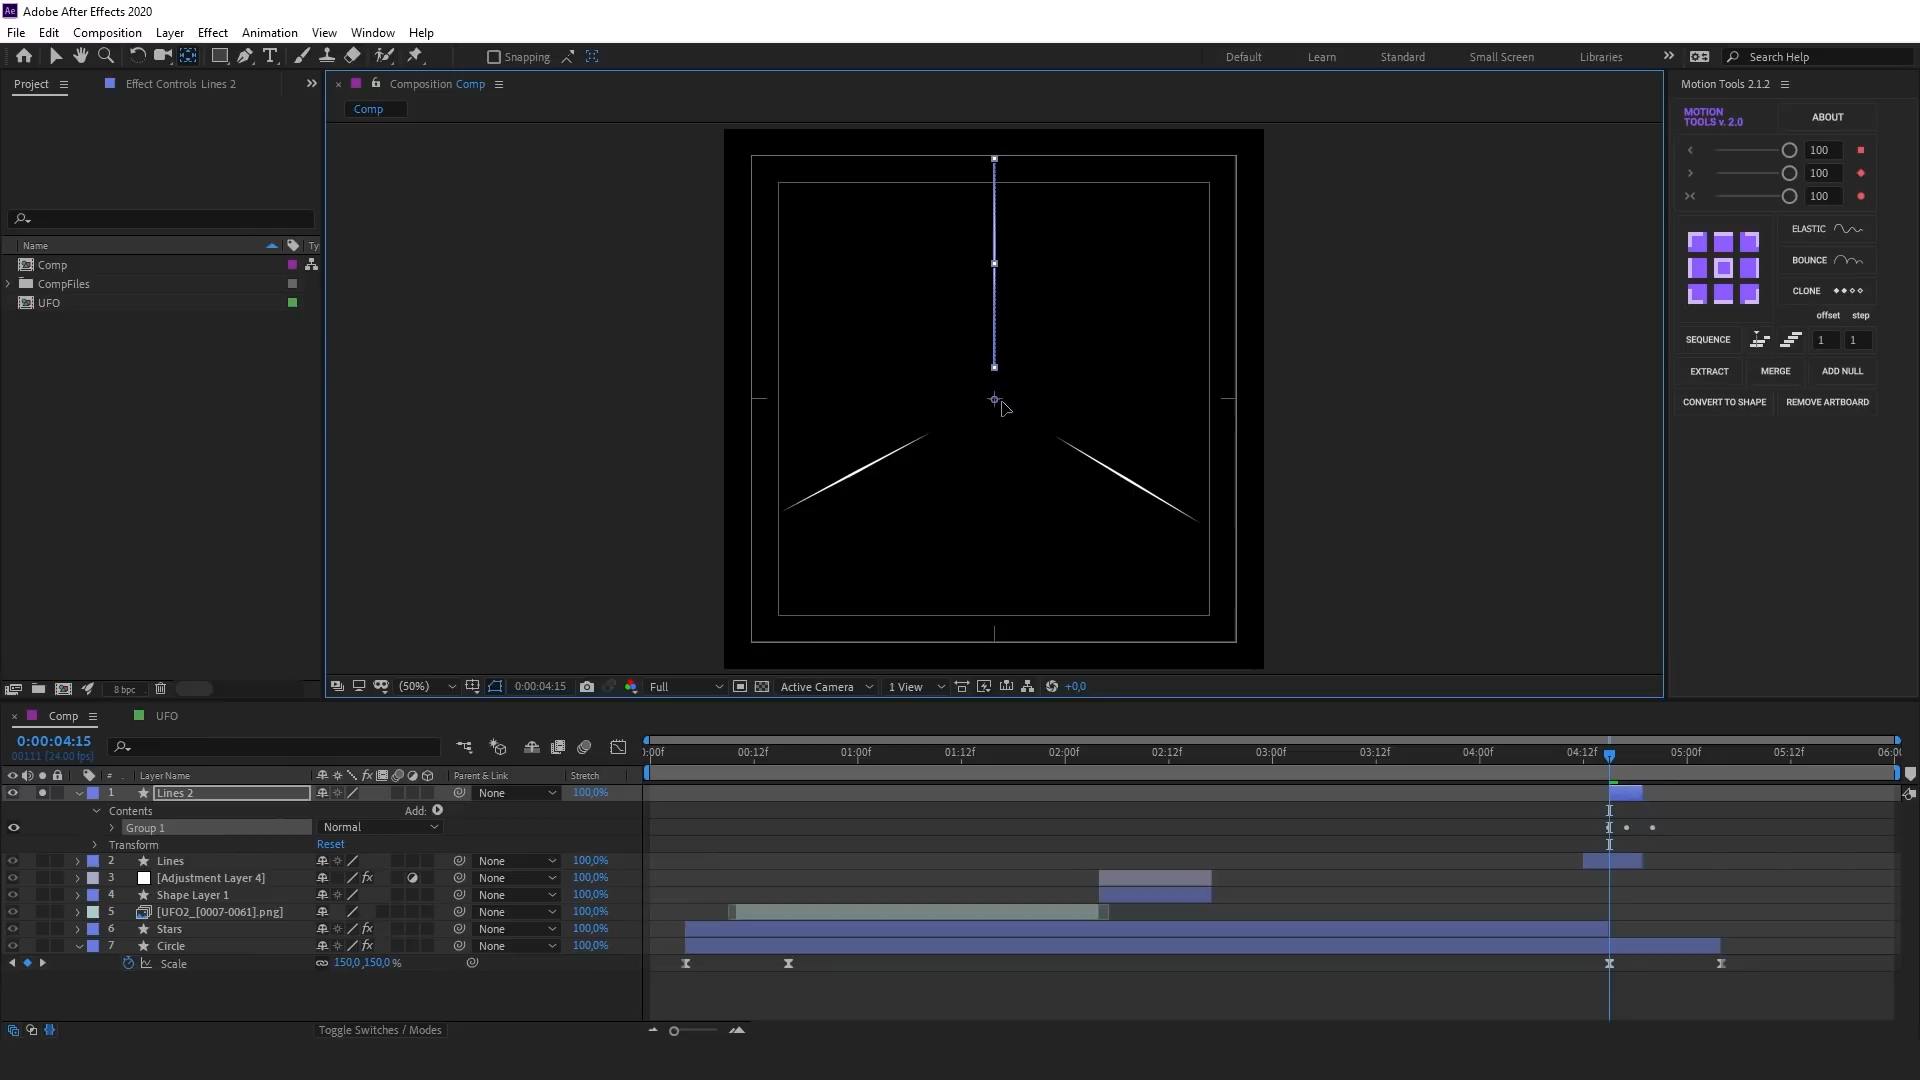 Ae Adobe After Effects 2020
File Edit Composition Layer Effect Animation View Window Help
Snapping Default Learn Standard Small Screen Libraries Search Help
Project Effect Controls Lines 2 Composition Comp Motion Tools 2.1.2
Comp
MOTION TOOLS v. 2.0 ABOUT
100
100
100
Name Ty
Comp
CompFiles
UFO
ELASTIC
BOUNCE
CLONE
offset step
SEQUENCE 1 1
EXTRACT MERGE ADD NULL
CONVERT TO SHAPE REMOVE ARTBOARD
8 bpc (50%) 0:00:04:15 Full Active Camera 1 View +0,0
Comp UFO
0:00:04:15
00111 (24.00 fps)
:00f 00:12f 01:00f 01:12f 02:00f 02:12f 03:00f 03:12f 04:00f 04:12f 05:00f 05:12f 06:00
# Layer Name Parent & Link Stretch
1 Lines 2 None 100,0%
Contents Add:
Group 1 Normal
Transform Reset
2 Lines None 100,0%
3 [Adjustment Layer 4] fx None 100,0%
4 Shape Layer 1 None 100,0%
5 [UFO2_[0007-0061].png] None 100,0%
6 Stars fx None 100,0%
7 Circle fx None 100,0%
Scale 150,0,150,0 %
Toggle Switches / Modes